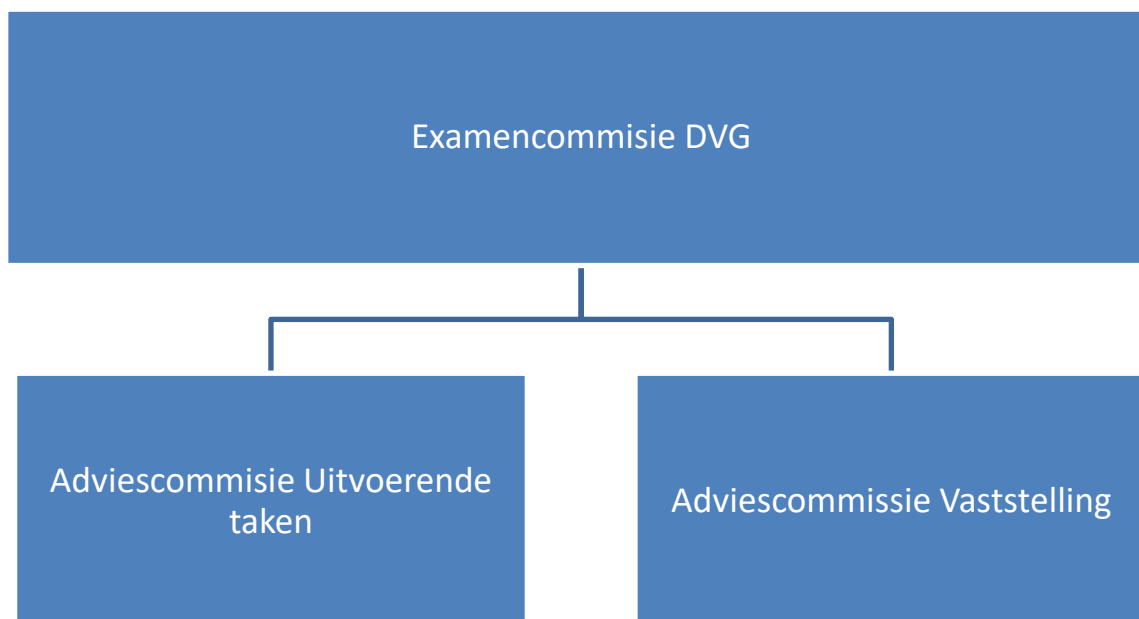 Examencommisie DVG
Adviescommisie Uitvoerende
taken
Adviescommissie Vaststelling